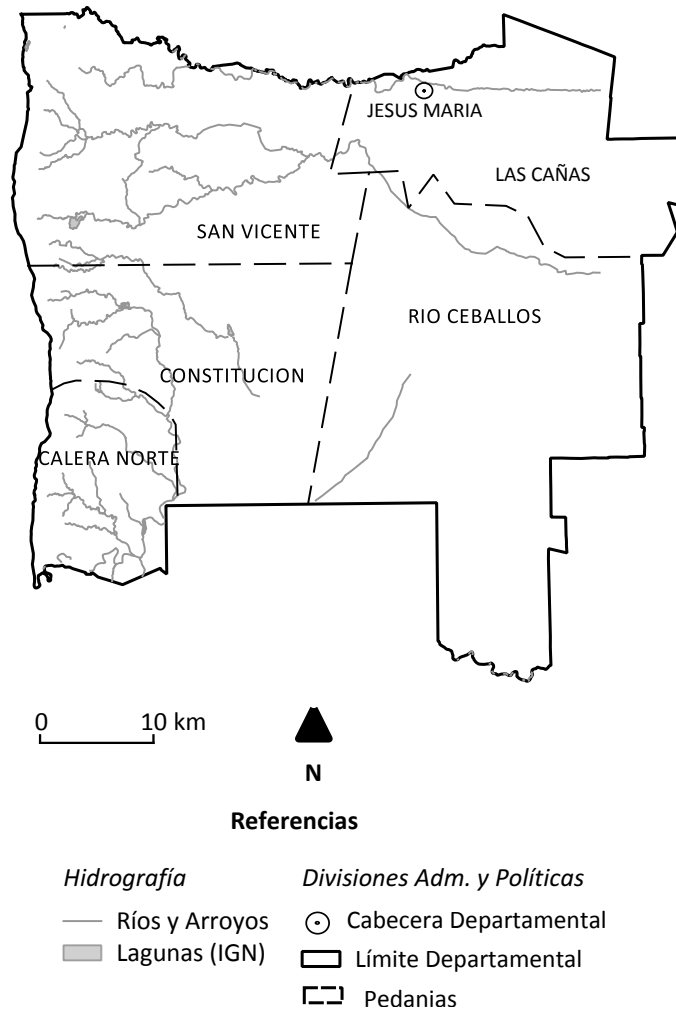 JESUS MARIA
LAS CAÑAS
SAN VICENTE
RIO CEBALLOS
CONSTITUCION
CALERA NORTE
0 10 km
N
Referencias
Hidrografía
Ríos y Arroyos
Lagunas (IGN)
Divisiones Adm. y Políticas
Cabecera Departamental
Límite Departamental
Pedanias